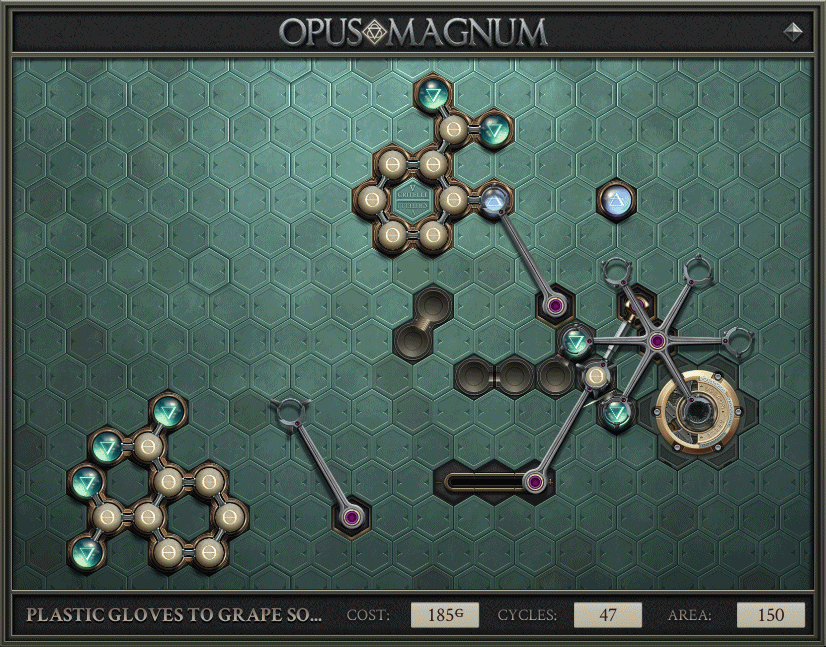 OPUS MAGNUM
PLASTIC GLOVES TO GRAPE SO...
COST: 185G
CYCLES: 47
AREA: 150